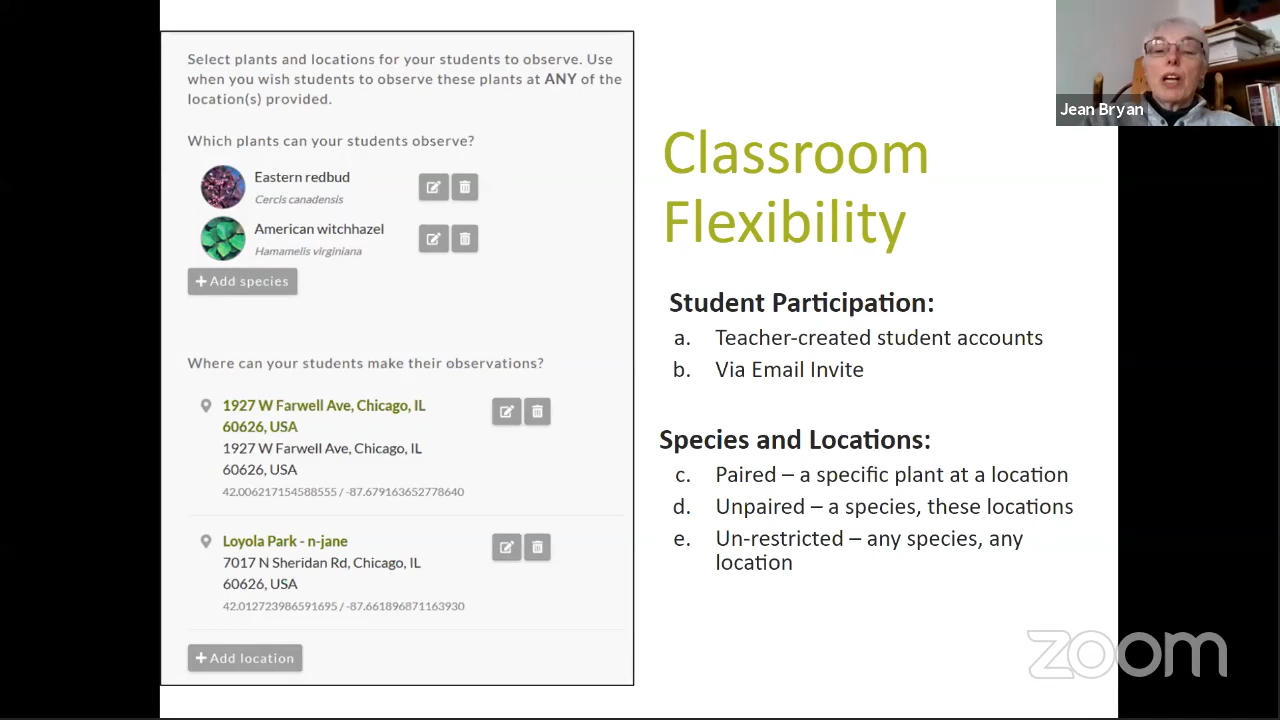 Select plants and locations for your students to observe. Use
when you wish students to observe these plants at ANY of the
location(s) provided.
Which plants can your students observe?
Eastern redbud
Cercis canadensis
American witchhazel
Hamamelis virginiana
+ Add species
Where can your students make their observations?
1927 W Farwell Ave, Chicago, IL
60626, USA
1927 W Farwell Ave, Chicago, IL
60626, USA
42.006217154588555 / -87.679163652778640
Loyola Park - n-jane
7017 N Sheridan Rd, Chicago, IL
60626, USA
42.012723986591695 / -87.661896871163930
+ Add location
Jean Bryan
Classroom
Flexibility
Student Participation:
a. Teacher-created student accounts
b. Via Email Invite
Species and Locations:
c. Paired – a specific plant at a location
d. Unpaired – a species, these locations
e. Un-restricted – any species, any
location
zoom